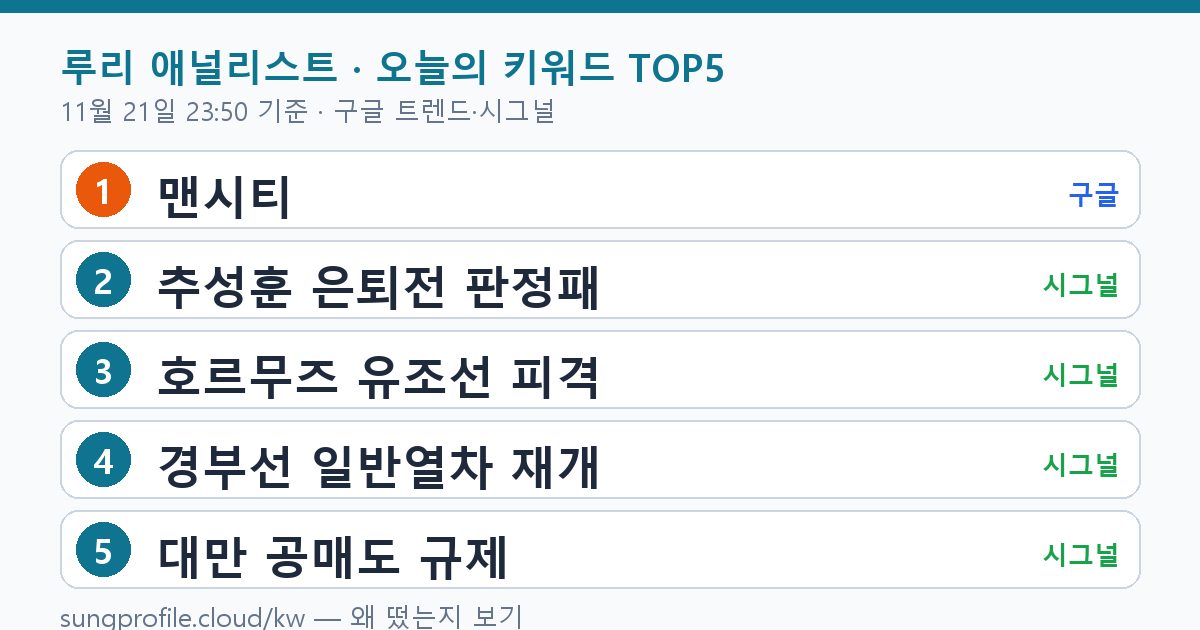 루리 애널리스트 · 오늘의 키워드 TOP5
11월 21일 23:50 기준 · 구글 트렌드·시그널
1 맨시티 구글
2 추성훈 은퇴전 판정패 시그널
3 호르무즈 유조선 피격 시그널
4 경부선 일반열차 재개 시그널
5 대만 공매도 규제 시그널
sungprofile.cloud/kw — 왜 떴는지 보기